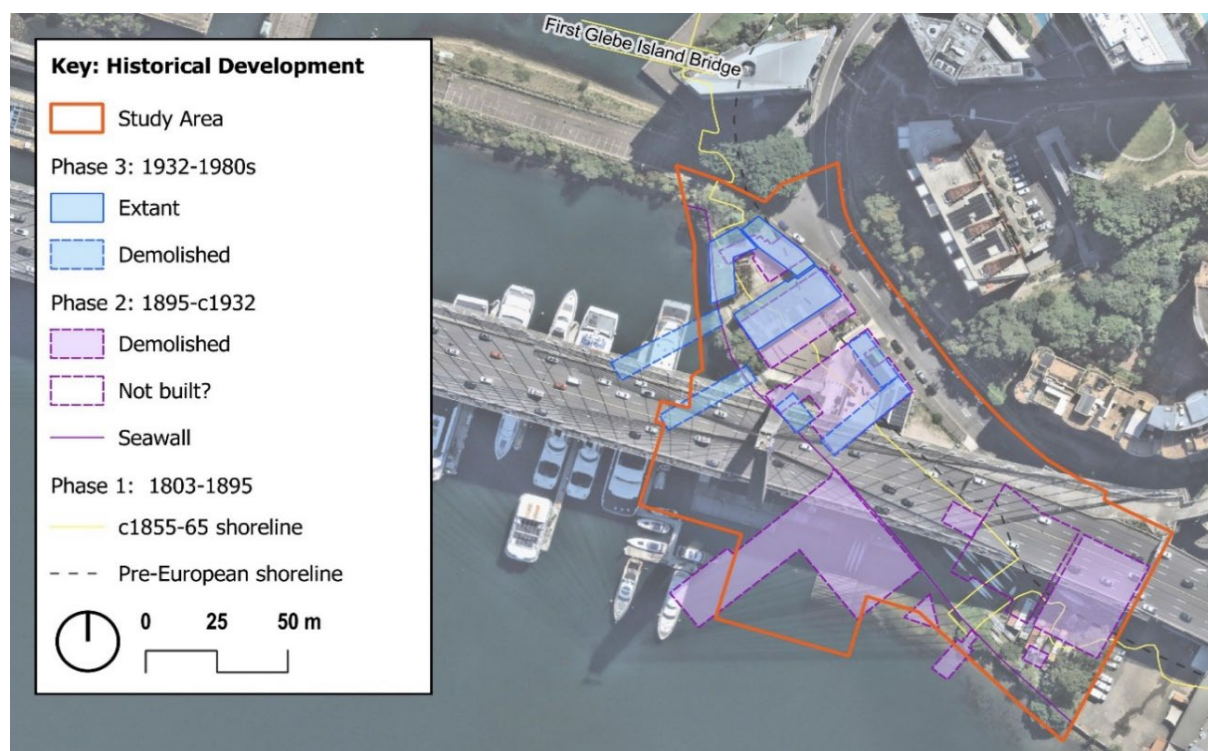 First Glebe Island Bridge
Key: Historical Development
Study Area
Phase 3: 1932-1980s
Extant
Demolished
Phase 2: 1895-c1932
Demolished
Not built?
Seawall
Phase 1: 1803-1895
c1855-65 shoreline
Pre-European shoreline
0 25 50 m